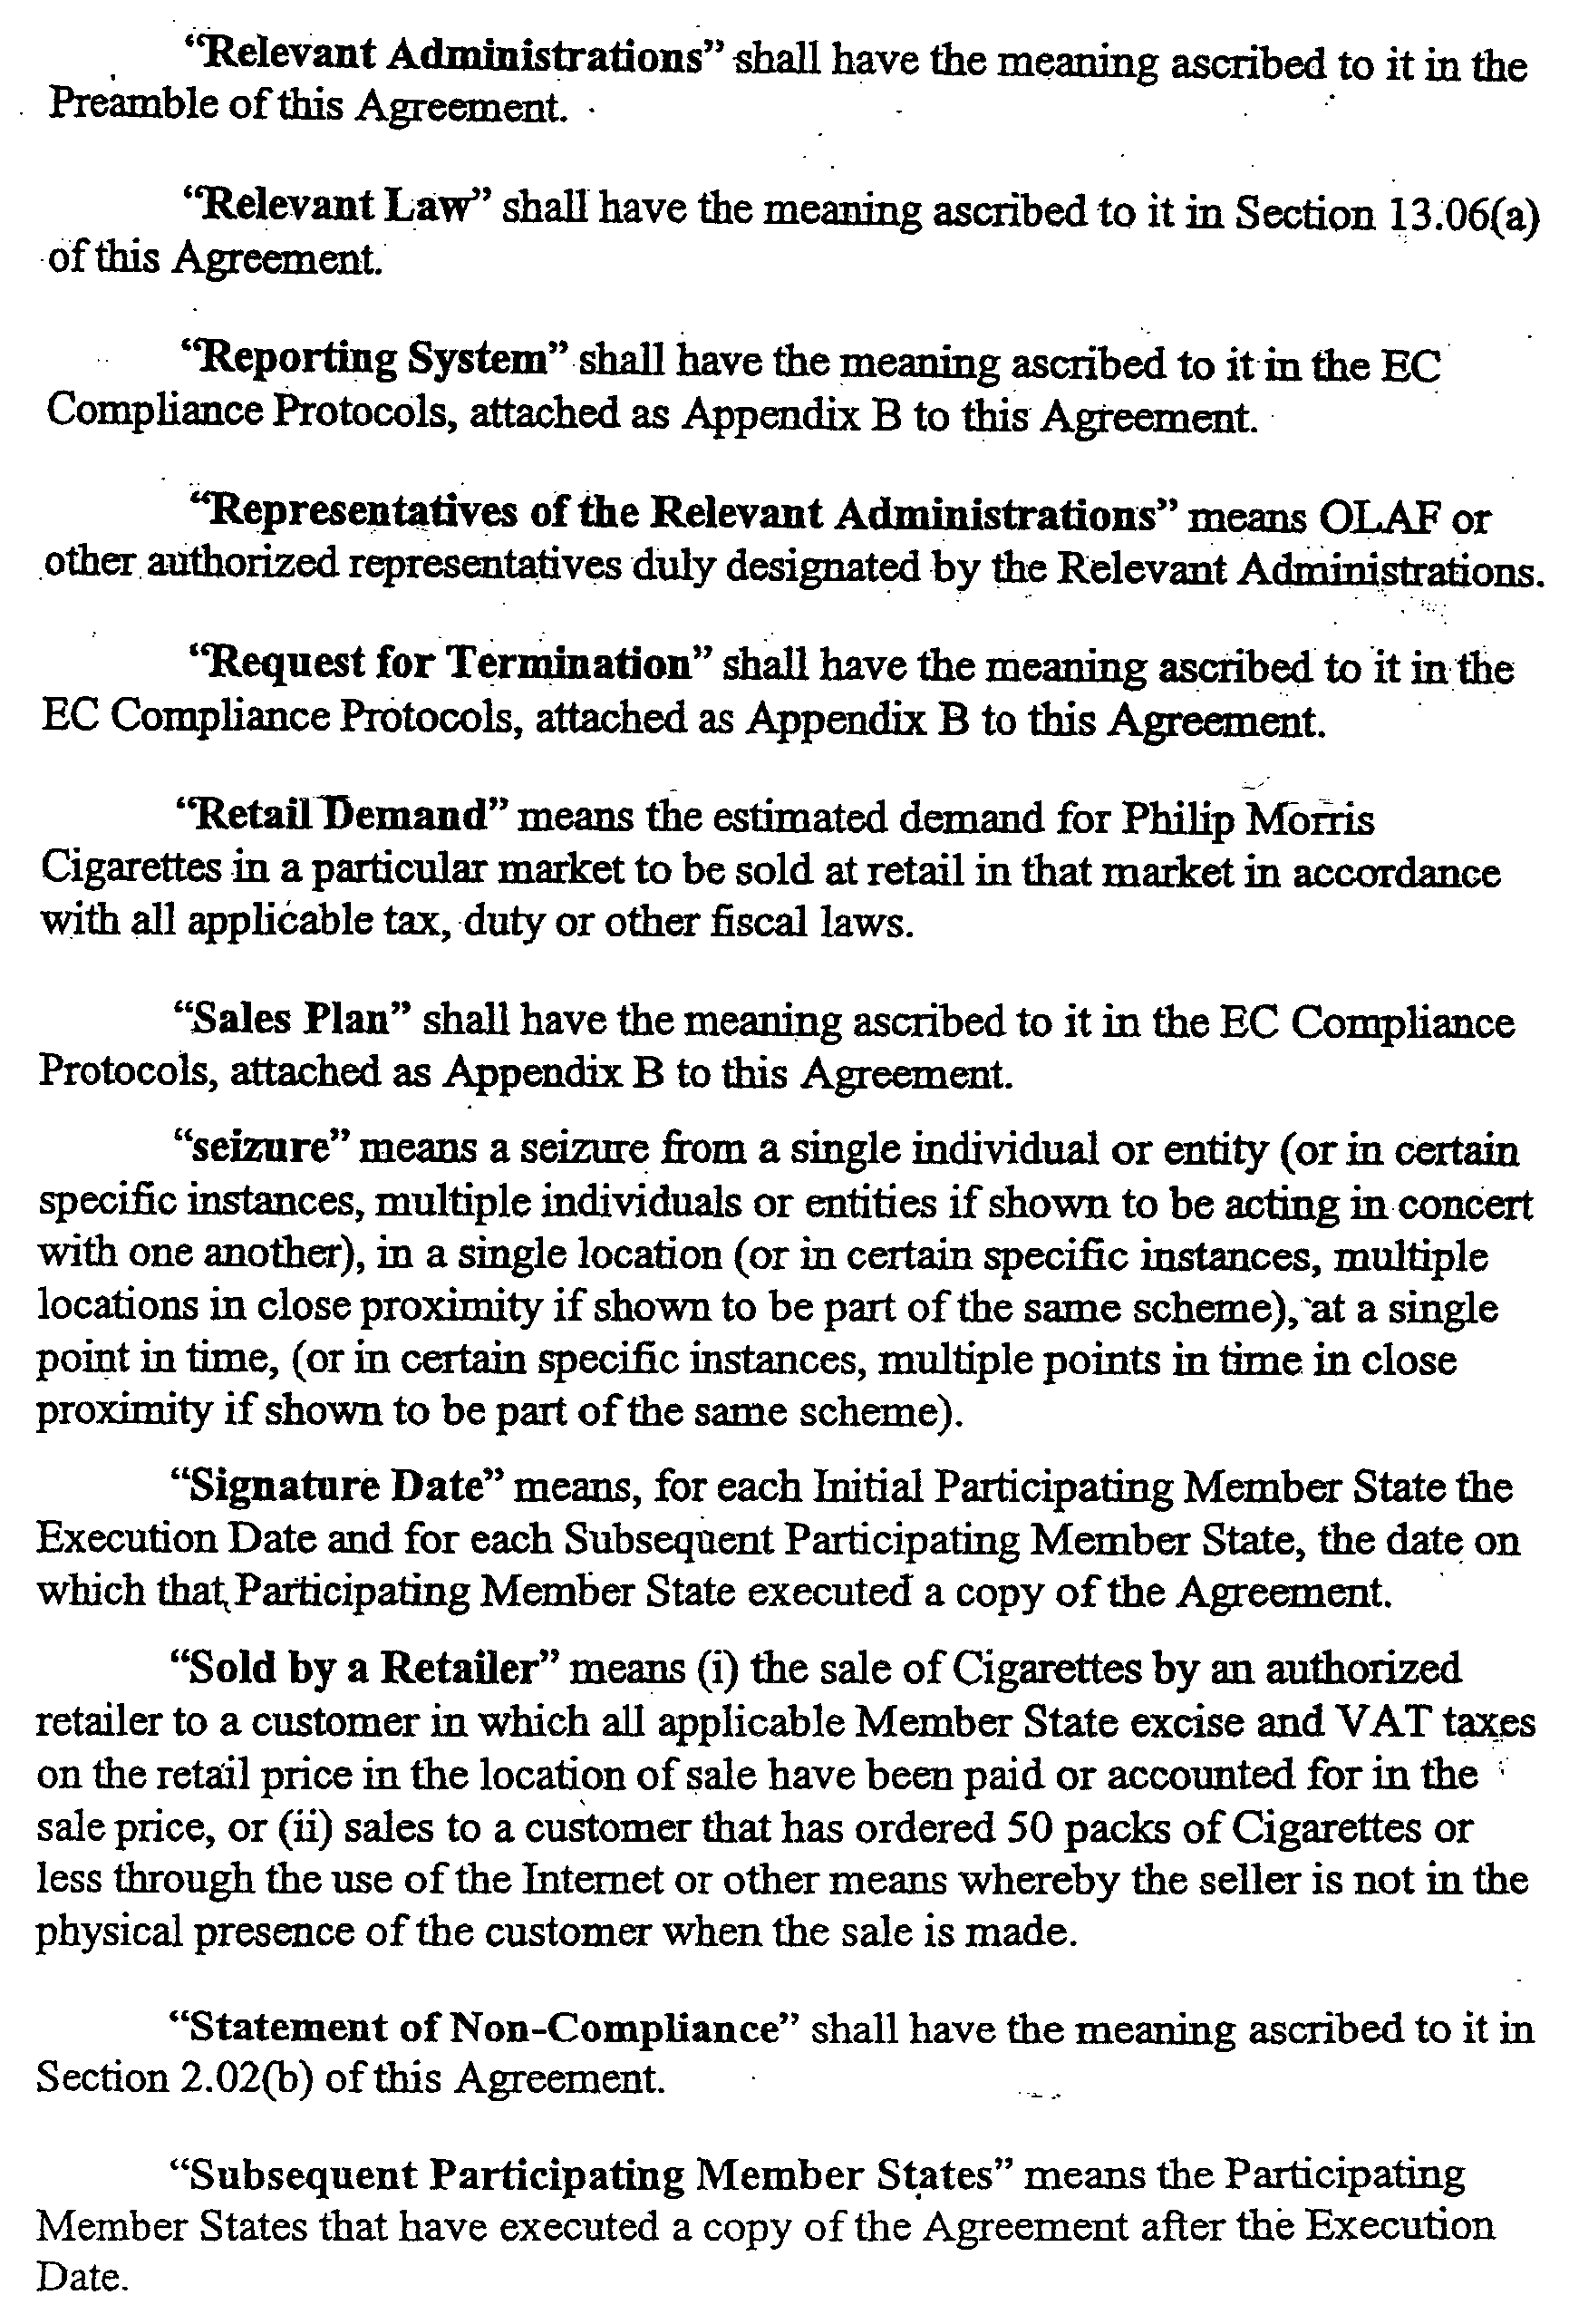 “Relevant Administrations” shall have the meaning ascribed to it in the
Preamble of this Agreement.
“Relevant Law” shall have the meaning ascribed to it in Section 13.06(a)
of this Agreement.
“Reporting System” shall have the meaning ascribed to it in the EC
Compliance Protocols, attached as Appendix B to this Agreement.
“Representatives of the Relevant Administrations” means OLAF or
other authorized representatives duly designated by the Relevant Administrations.
“Request for Termination” shall have the meaning ascribed to it in the
EC Compliance Protocols, attached as Appendix B to this Agreement.
“Retail Demand” means the estimated demand for Philip Morris
Cigarettes in a particular market to be sold at retail in that market in accordance
with all applicable tax, duty or other fiscal laws.
“Sales Plan” shall have the meaning ascribed to it in the EC Compliance
Protocols, attached as Appendix B to this Agreement.
“seizure” means a seizure from a single individual or entity (or in certain
specific instances, multiple individuals or entities if shown to be acting in concert
with one another), in a single location (or in certain specific instances, multiple
locations in close proximity if shown to be part of the same scheme), at a single
point in time, (or in certain specific instances, multiple points in time in close
proximity if shown to be part of the same scheme).
“Signature Date” means, for each Initial Participating Member State the
Execution Date and for each Subsequent Participating Member State, the date on
which that Participating Member State executed a copy of the Agreement.
“Sold by a Retailer” means (i) the sale of Cigarettes by an authorized
retailer to a customer in which all applicable Member State excise and VAT taxes
on the retail price in the location of sale have been paid or accounted for in the
sale price, or (ii) sales to a customer that has ordered 50 packs of Cigarettes or
less through the use of the Internet or other means whereby the seller is not in the
physical presence of the customer when the sale is made.
“Statement of Non-Compliance” shall have the meaning ascribed to it in
Section 2.02(b) of this Agreement.
“Subsequent Participating Member States” means the Participating
Member States that have executed a copy of the Agreement after the Execution
Date.